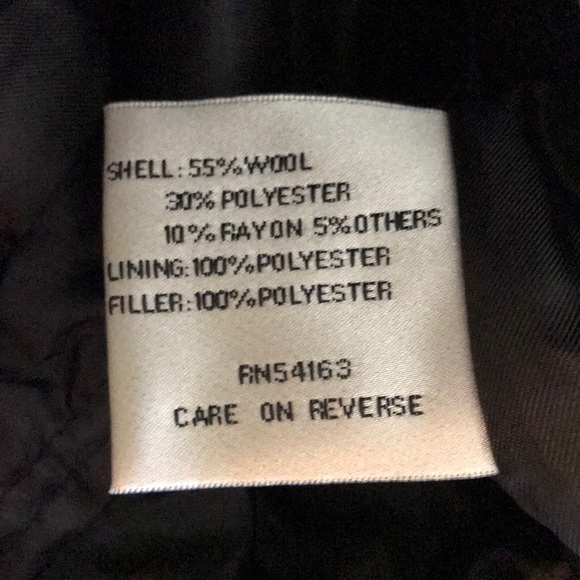 SHELL:55%WOOL
30% POLYESTER
10%RAYON 5%OTHERS
LINING:100%POLYESTER
FILLER:100%POLYESTER
RN54163
CARE ON REVERSE